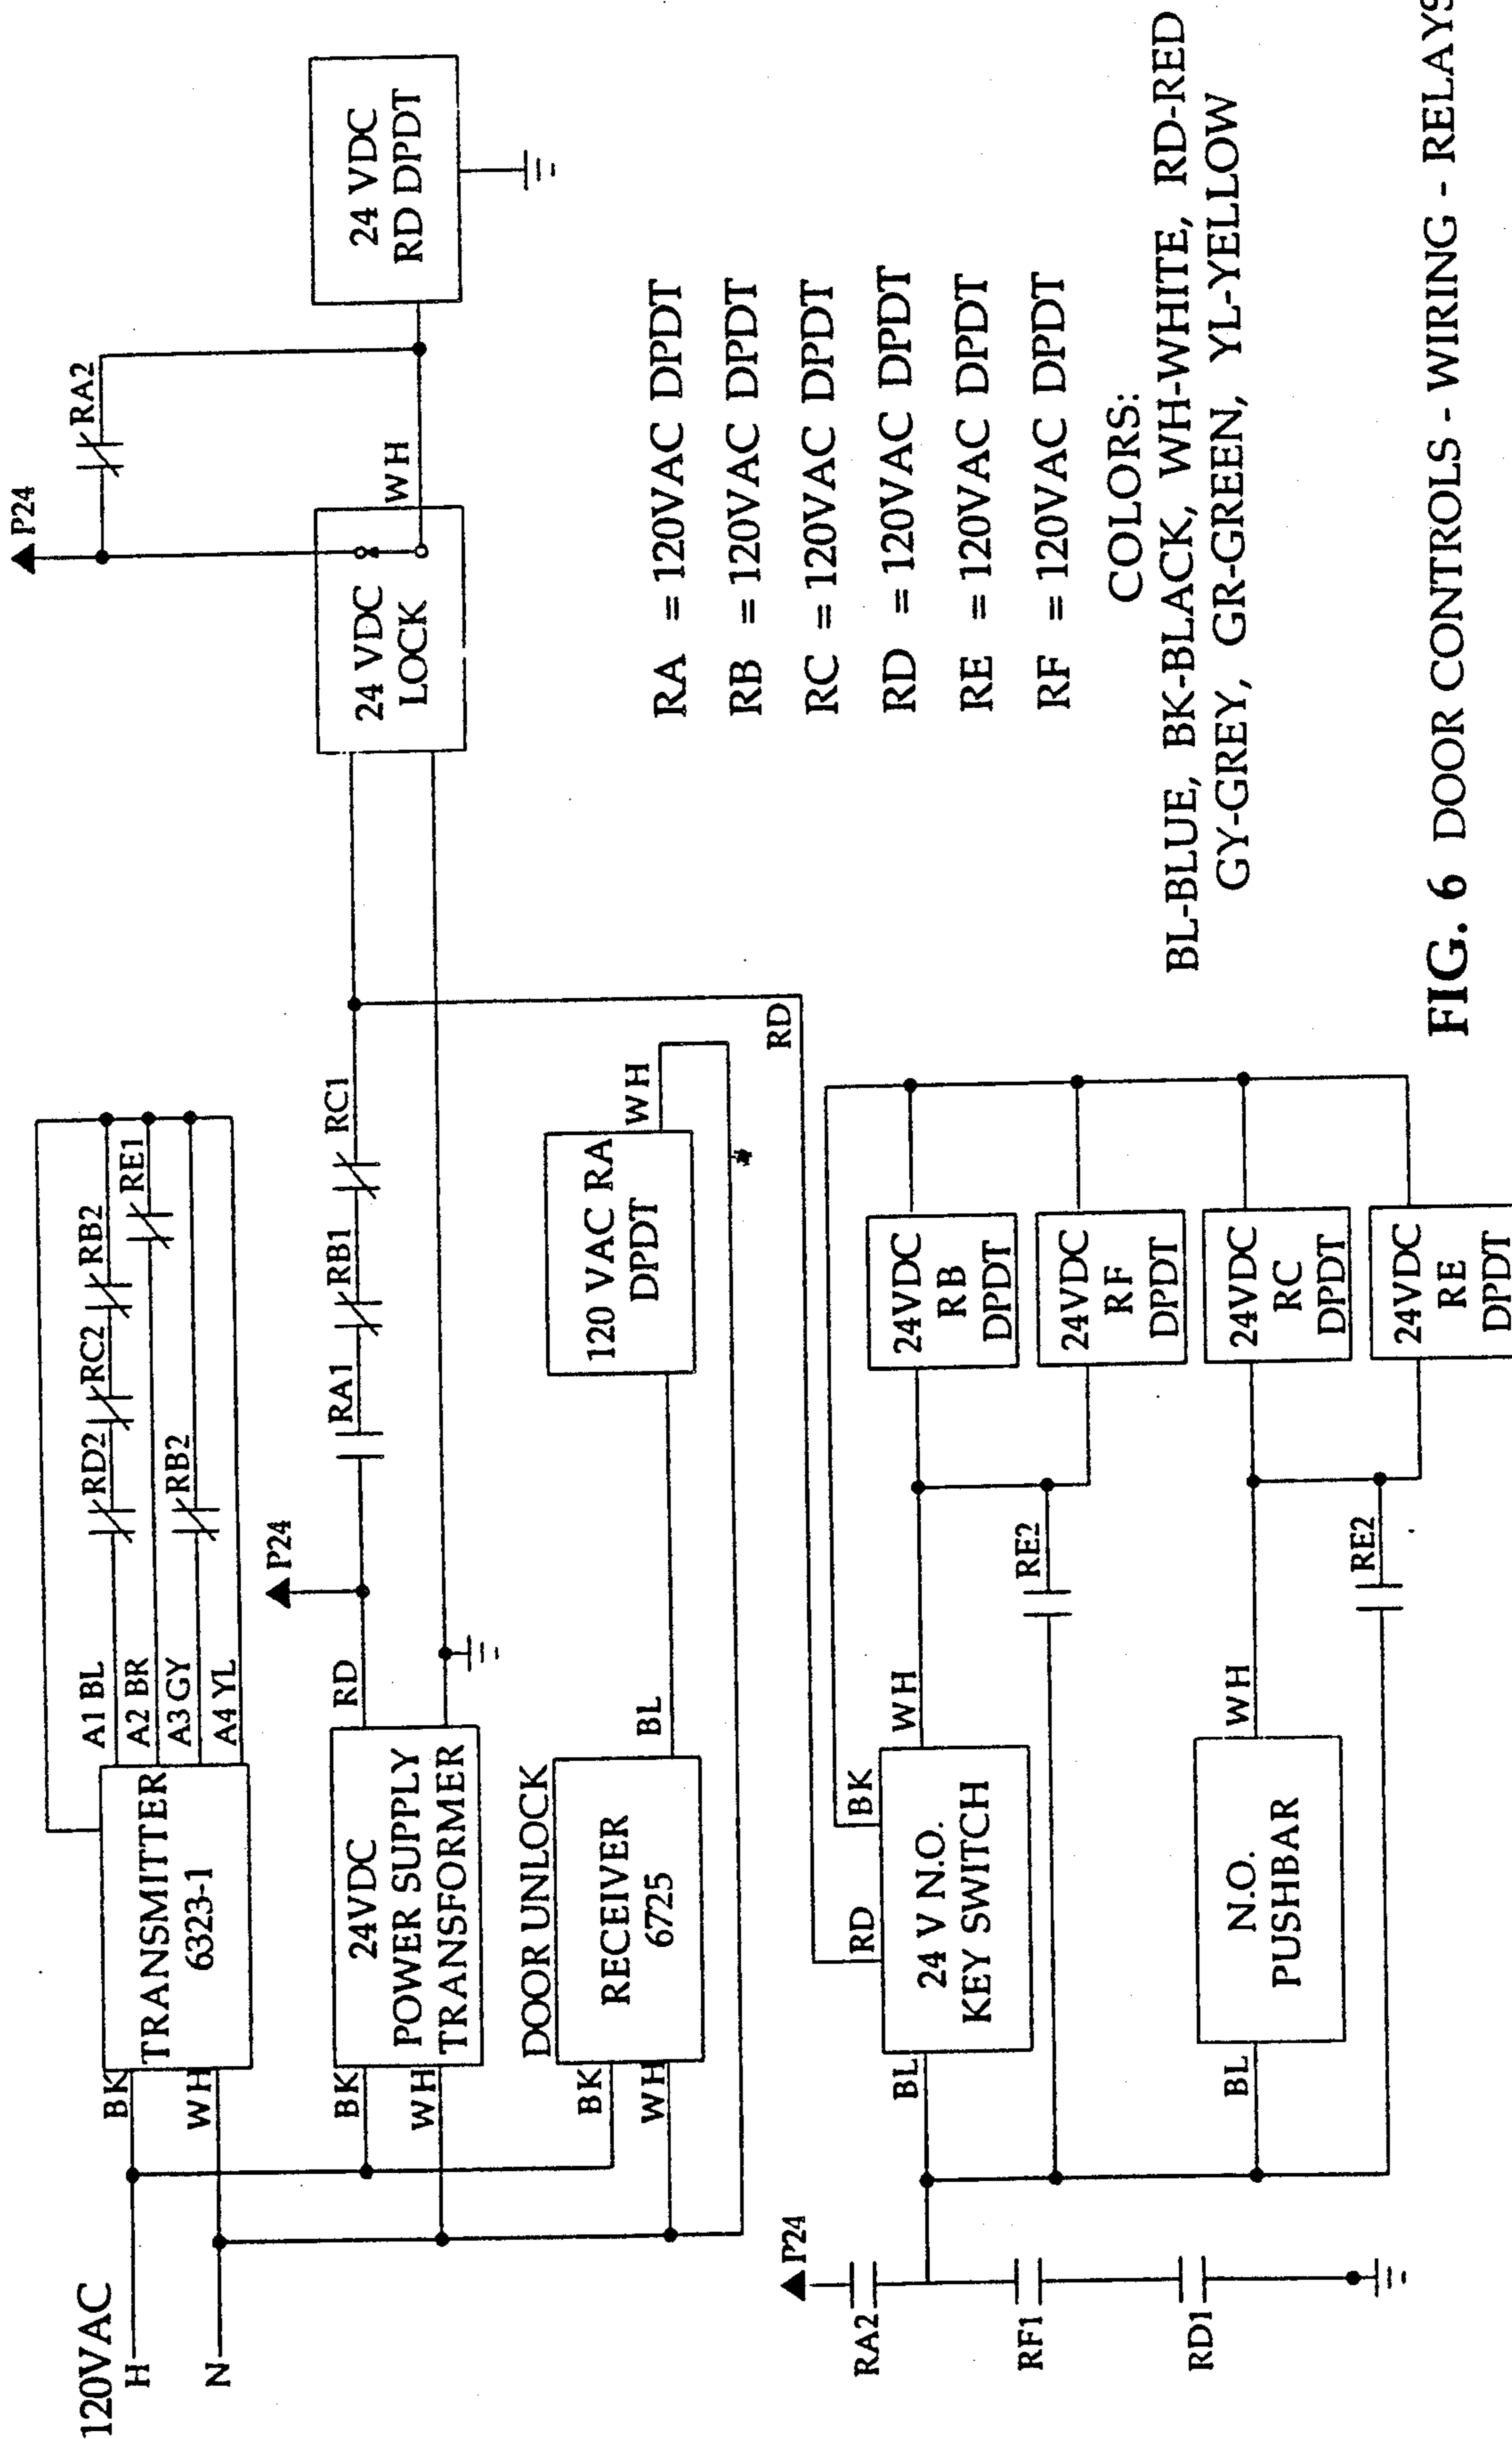 120VAC
H
N
BK
WH
TRANSMITTER
6323-1
A1 BL
A2 BR
A3 GY
A4 YL
RD2
RC2
RB2
RE1
RB2
BK
WH
24VDC
POWER SUPPLY
TRANSFORMER
RD
P24
RA1
RB1
RC1
24 VDC
LOCK
P24
RA2
WH
24 VDC
RD DPDT
DOOR UNLOCK
BK
WH
RECEIVER
6725
BL
120 VAC RA
DPDT
WH
RD
P24
RA2
RF1
RD1
BL
RD
BK
24 V N.O.
KEY SWITCH
WH
RE2
24VDC
RB
DPDT
24VDC
RF
DPDT
BL
N.O.
PUSHBAR
WH
RE2
24VDC
RC
DPDT
24VDC
RE
DPDT
RA = 120VAC DPDT
RB = 120VAC DPDT
RC = 120VAC DPDT
RD = 120VAC DPDT
RE = 120VAC DPDT
RF = 120VAC DPDT
COLORS:
BL-BLUE, BK-BLACK, WH-WHITE, RD-RED
GY-GREY, GR-GREEN, YL-YELLOW
FIG. 6 DOOR CONTROLS - WIRING - RELAYS